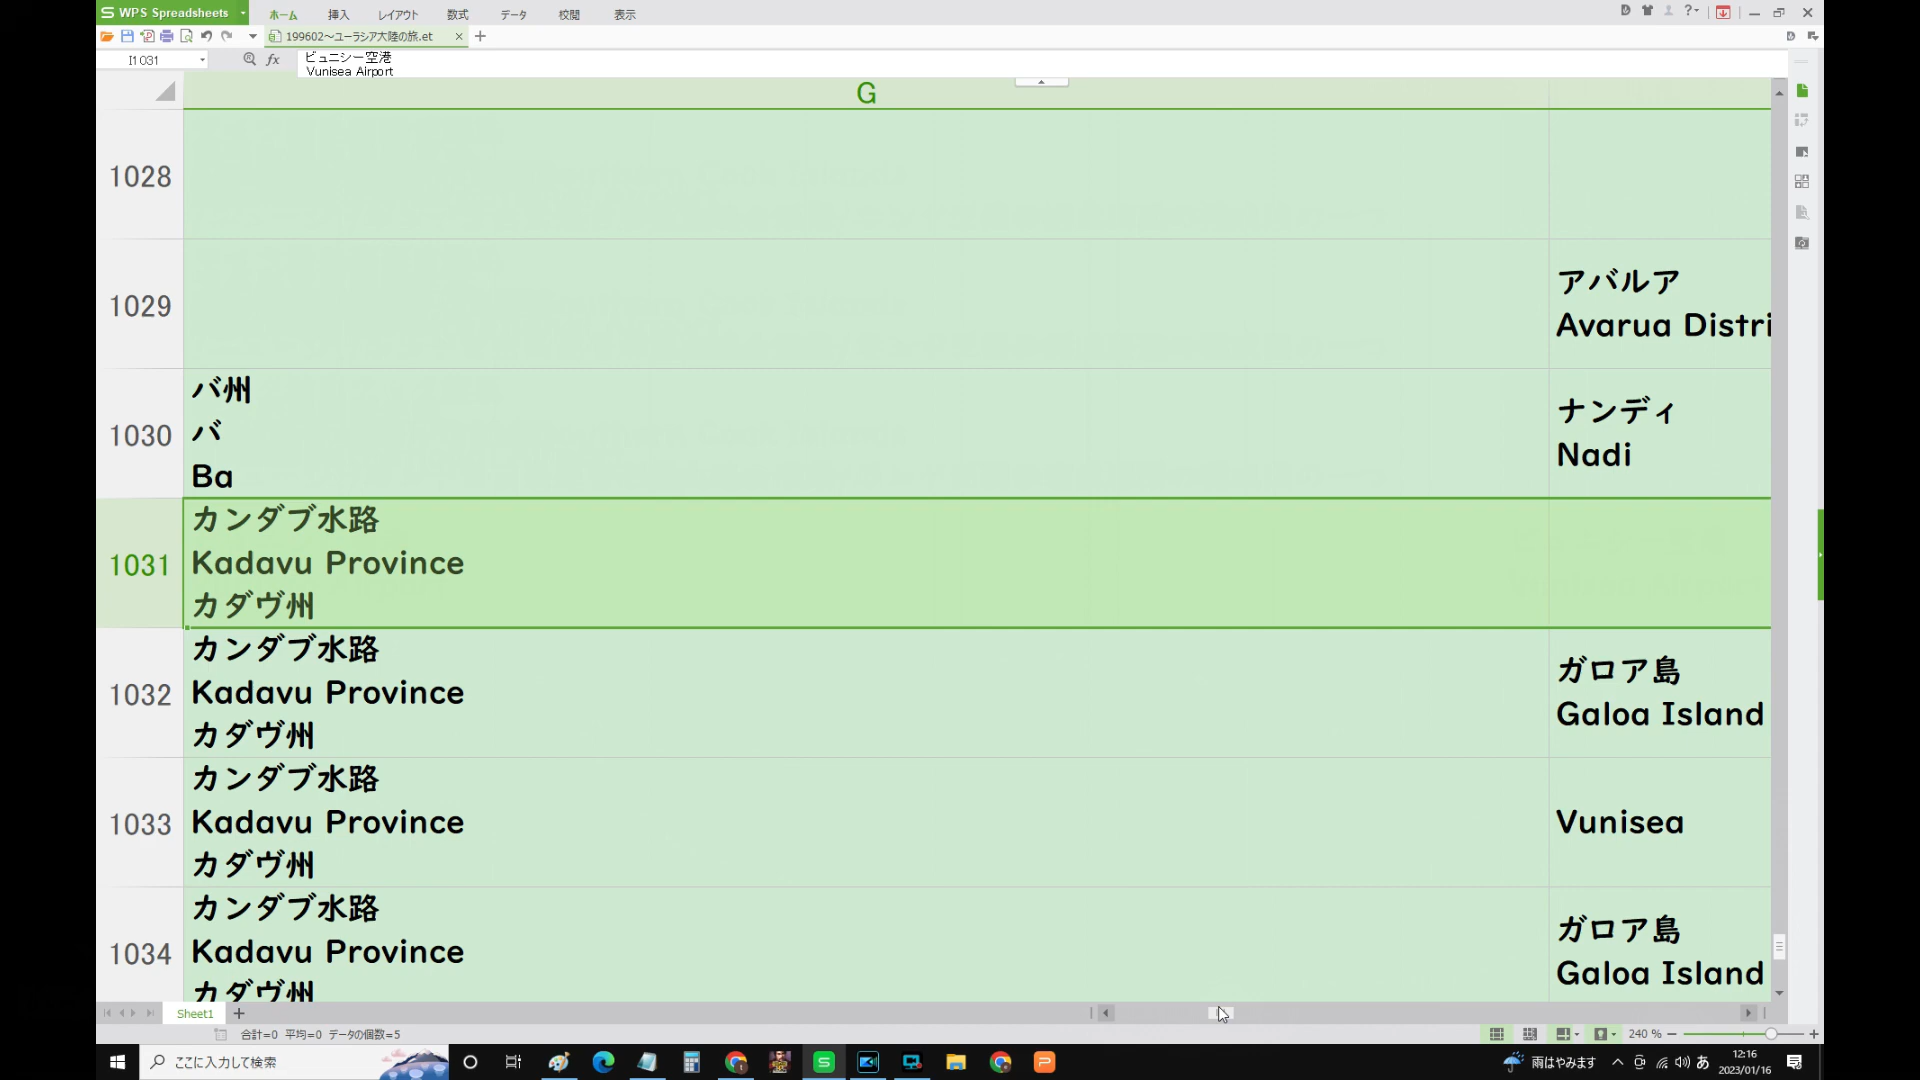 WPS Spreadsheets
ホーム
挿入
レイアウト
数式
データ
校閲
表示
199602～ユーラシア大陸の旅.et
I1031
fx
ビュニシー空港
Vunisea Airport
G
1028
1029
アバルア
Avarua Distri
1030
バ州
バ
Ba
ナンディ
Nadi
1031
カンダブ水路
Kadavu Province
カダヴ州
1032
カンダブ水路
Kadavu Province
カダヴ州
ガロア島
Galoa Island
1033
カンダブ水路
Kadavu Province
カダヴ州
Vunisea
1034
カンダブ水路
Kadavu Province
カダヴ州
ガロア島
Galoa Island
Sheet1
合計=0 平均=0 データの個数=5
240 %
ここに入力して検索
雨はやみます
あ
12:16
2023/01/16